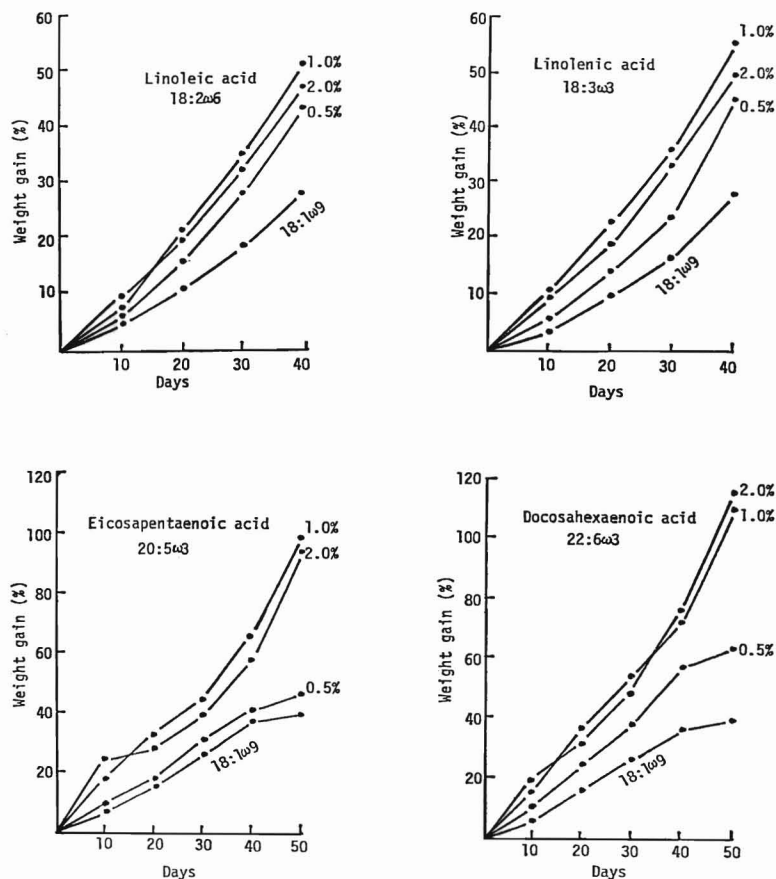 60
50
40
30
20
10
Weight gain (%)
Linoleic acid
18:2ω6
1.0%
2.0%
0.5%
18:1ω9
10
20
30
40
Days
60
50
40
30
20
10
Weight gain (%)
Linolenic acid
18:3ω3
1.0%
2.0%
0.5%
18:1ω9
10
20
30
40
Days
120
100
80
60
40
20
Weight gain (%)
Eicosapentaenoic acid
20:5ω3
1.0%
2.0%
0.5%
18:1ω9
10
20
30
40
50
Days
120
100
80
60
40
20
Weight gain (%)
Docosahexaenoic acid
22:6ω3
2.0%
1.0%
0.5%
18:1ω9
10
20
30
40
50
Days